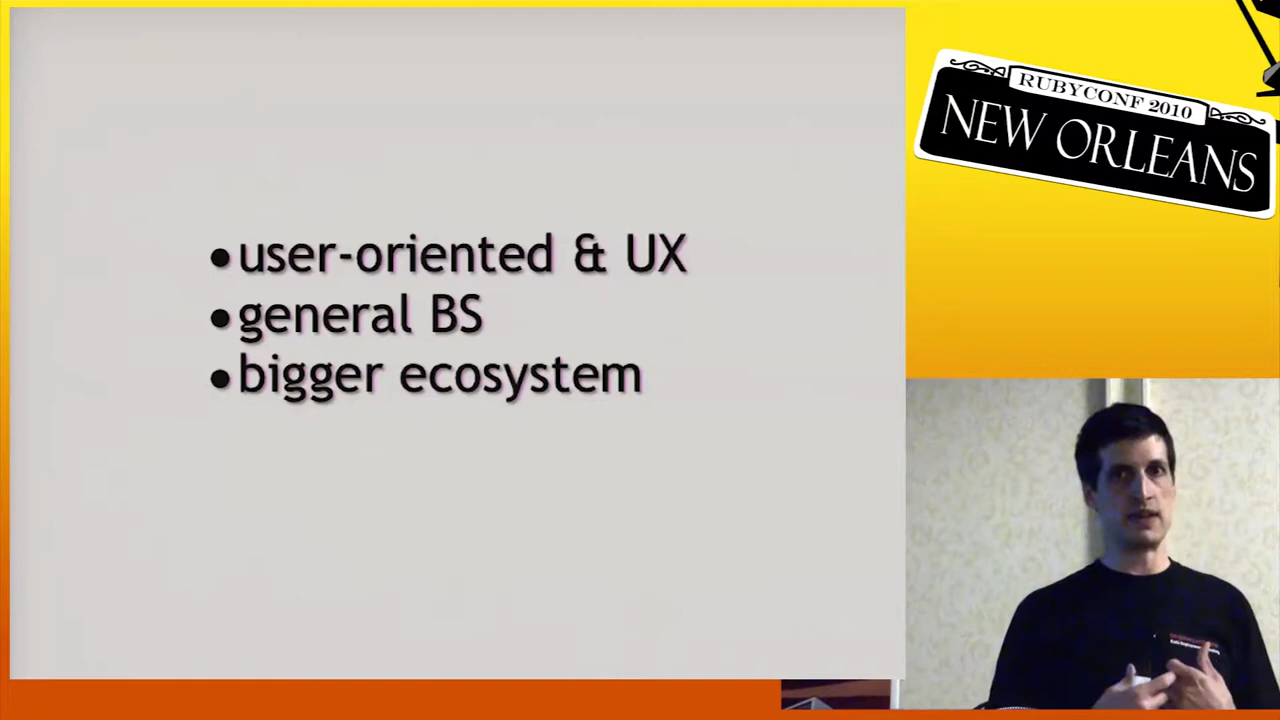 •user-oriented & UX
•general BS
•bigger ecosystem
RUBYCONF 2010
NEW ORLEANS